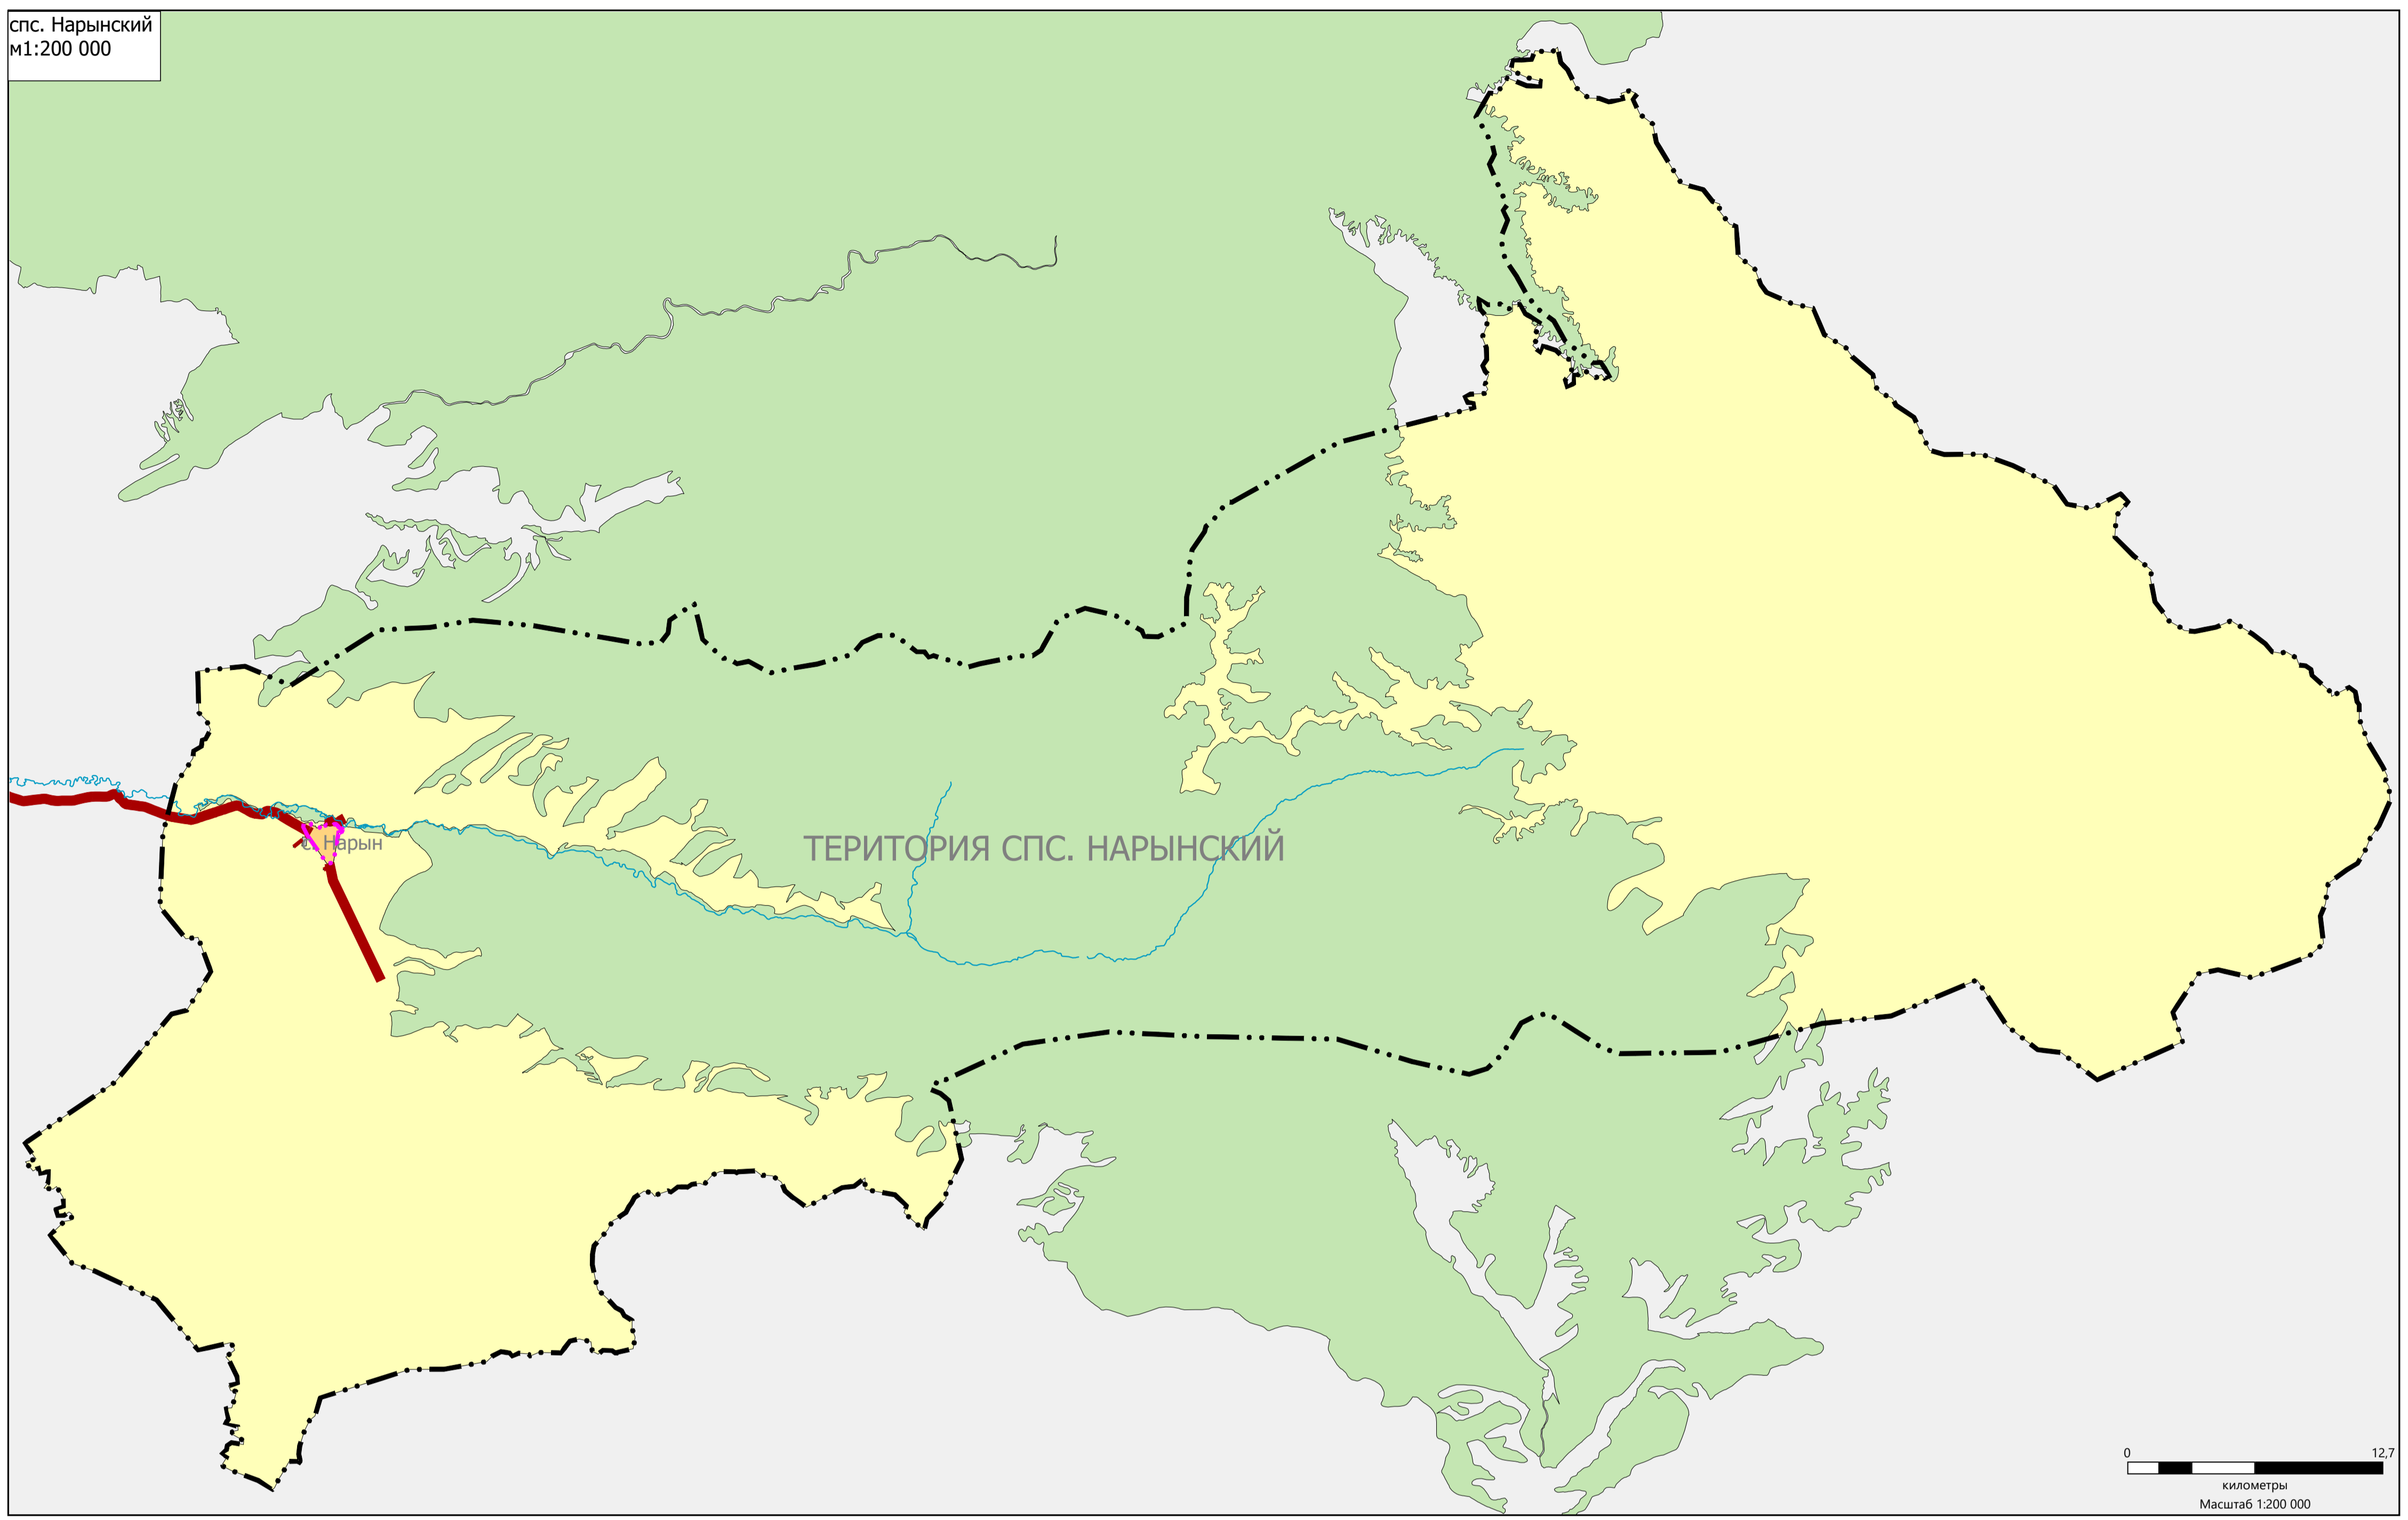 спс. Нарынский
м1:200 000
с. Нарын
ТЕРИТОРИЯ СПС. НАРЫНСКИЙ
0 12,7
километры
Масштаб 1:200 000